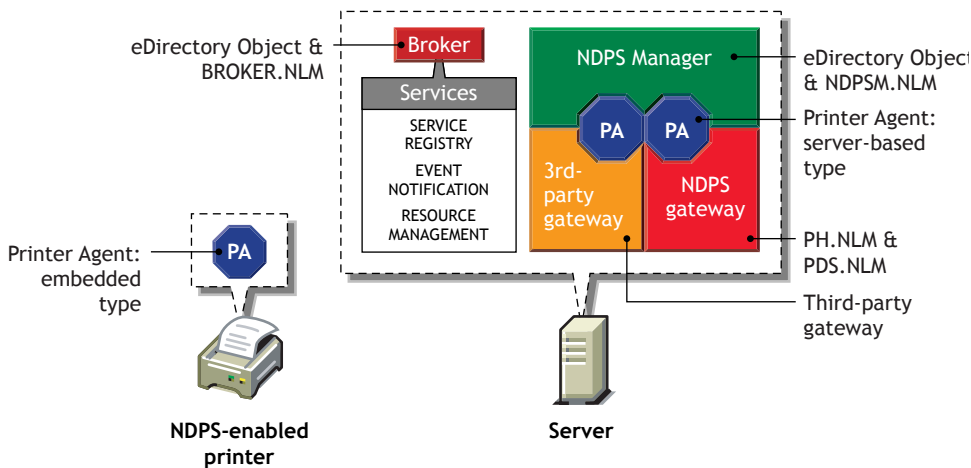 eDirectory Object &
BROKER.NLM
Broker
Services
SERVICE
REGISTRY
EVENT
NOTIFICATION
RESOURCE
MANAGEMENT
NDPS Manager
PA
PA
3rd-
party
gateway
NDPS
gateway
eDirectory Object
& NDPSM.NLM
Printer Agent:
server-based
type
PH.NLM &
PDS.NLM
Third-party
gateway
Printer Agent:
embedded
type
PA
NDPS-enabled
printer
Server